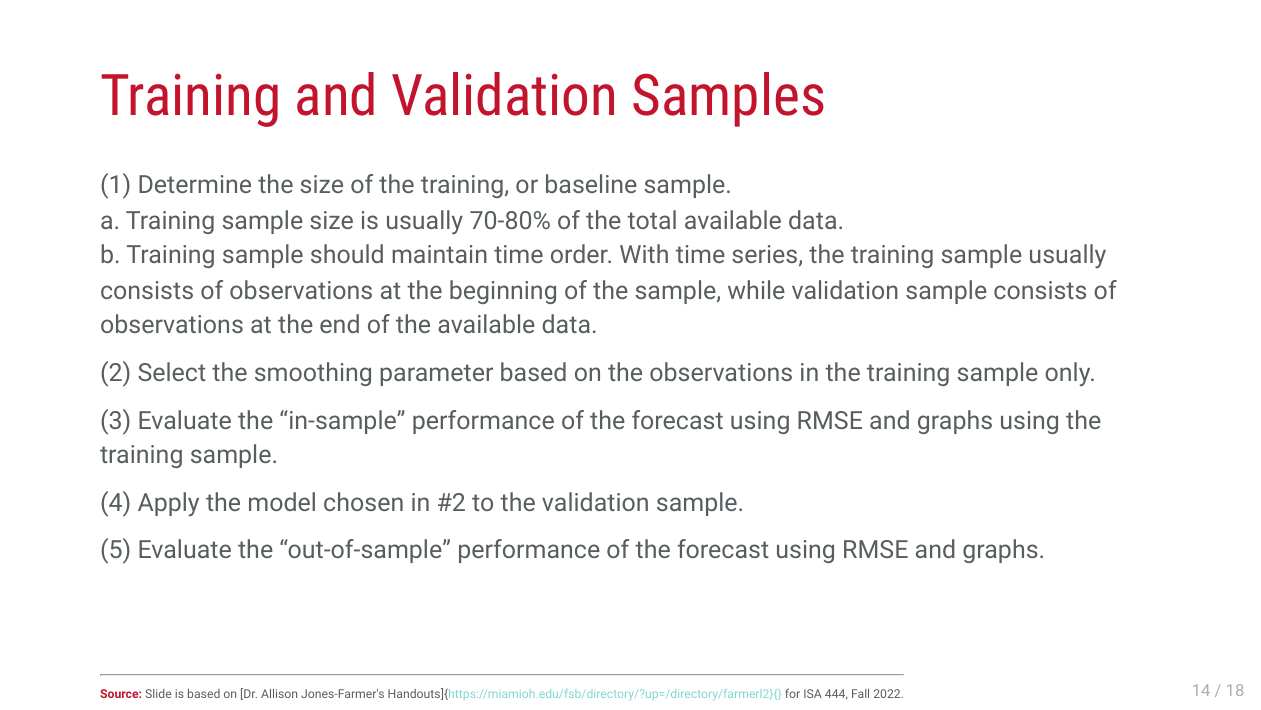 Training and Validation Samples
(1) Determine the size of the training, or baseline sample.
a. Training sample size is usually 70-80% of the total available data.
b. Training sample should maintain time order. With time series, the training sample usually
consists of observations at the beginning of the sample, while validation sample consists of
observations at the end of the available data.
(2) Select the smoothing parameter based on the observations in the training sample only.
(3) Evaluate the “in-sample” performance of the forecast using RMSE and graphs using the
training sample.
(4) Apply the model chosen in #2 to the validation sample.
(5) Evaluate the “out-of-sample” performance of the forecast using RMSE and graphs.
Source: Slide is based on [Dr. Allison Jones-Farmer's Handouts]{https://miamioh.edu/fsb/directory/?up=/directory/farmerl2}{} for ISA 444, Fall 2022.
14 / 18